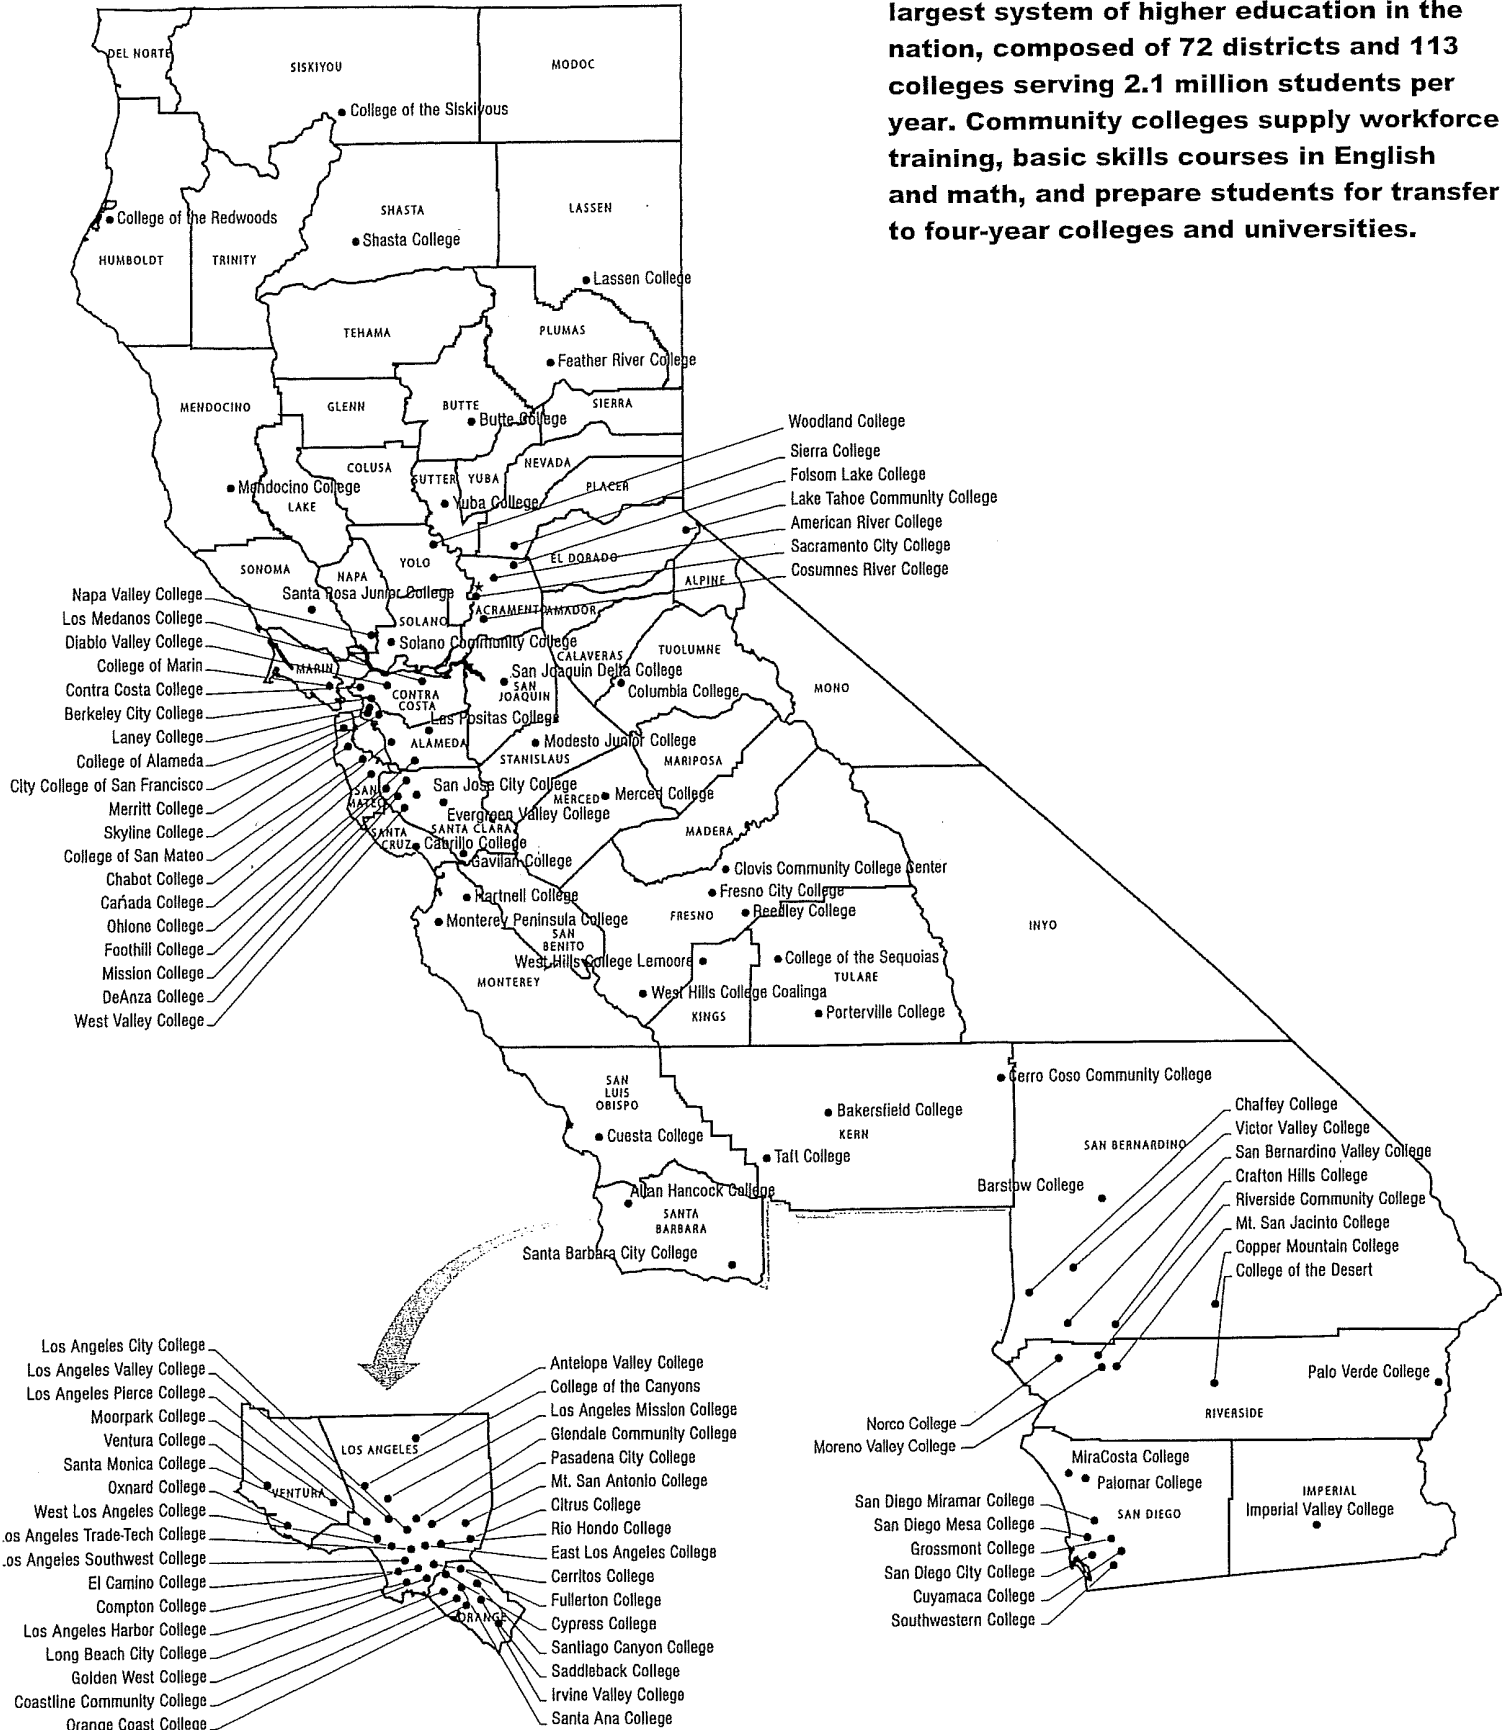 largest system of higher education in the
nation, composed of 72 districts and 113
colleges serving 2.1 million students per
year. Community colleges supply workforce
training, basic skills courses in English
and math, and prepare students for transfer
to four-year colleges and universities.
DEL NORTE
SISKIYOU
MODOC
College of the Siskiyous
College of the Redwoods
SHASTA
LASSEN
Shasta College
HUMBOLDT
TRINITY
Lassen College
TEHAMA
PLUMAS
Feather River College
MENDOCINO
GLENN
BUTTE
SIERRA
Butte College
COLUSA
SUTTER
YUBA
NEVADA
PLACER
Mendocino College
LAKE
Yuba College
Woodland College
Sierra College
Folsom Lake College
Lake Tahoe Community College
American River College
Sacramento City College
Cosumnes River College
SONOMA
NAPA
YOLO
EL DORADO
ALPINE
Santa Rosa Junior College
SACRAMENTO
AMADOR
SOLANO
Solano Community College
CALAVERAS
TUOLUMNE
MARIN
San Joaquin Delta College
SAN
JOAQUIN
Columbia College
MONO
CONTRA
COSTA
Las Positas College
ALAMEDA
Modesto Junior College
STANISLAUS
MARIPOSA
Napa Valley College
Los Medanos College
Diablo Valley College
College of Marin
Contra Costa College
Berkeley City College
Laney College
College of Alameda
City College of San Francisco
Merritt College
Skyline College
College of San Mateo
Chabot College
Cañada College
Ohlone College
Foothill College
Mission College
DeAnza College
West Valley College
SAN
MATEO
San Jose City College
MERCED
Merced College
Evergreen Valley College
SANTA CLARA
SANTA
CRUZ
Cabrillo College
Gavilan College
MADERA
Clovis Community College Center
Fresno City College
Hartnell College
FRESNO
Reedley College
Monterey Peninsula College
SAN
BENITO
INYO
West Hills College Lemoore
College of the Sequoias
TULARE
MONTEREY
West Hills College Coalinga
KINGS
Porterville College
SAN
LUIS
OBISPO
Cerro Coso Community College
Bakersfield College
KERN
Cuesta College
Taft College
SAN BERNARDINO
Barstow College
Allan Hancock College
SANTA
BARBARA
Santa Barbara City College
Chaffey College
Victor Valley College
San Bernardino Valley College
Crafton Hills College
Riverside Community College
Mt. San Jacinto College
Copper Mountain College
College of the Desert
Palo Verde College
RIVERSIDE
Norco College
Moreno Valley College
MiraCosta College
Palomar College
SAN DIEGO
IMPERIAL
Imperial Valley College
San Diego Miramar College
San Diego Mesa College
Grossmont College
San Diego City College
Cuyamaca College
Southwestern College
Los Angeles City College
Los Angeles Valley College
Los Angeles Pierce College
Moorpark College
Ventura College
Santa Monica College
Oxnard College
West Los Angeles College
os Angeles Trade-Tech College
os Angeles Southwest College
El Camino College
Compton College
Los Angeles Harbor College
Long Beach City College
Golden West College
Coastline Community College
Orange Coast College
LOS ANGELES
VENTURA
ORANGE
Antelope Valley College
College of the Canyons
Los Angeles Mission College
Glendale Community College
Pasadena City College
Mt. San Antonio College
Citrus College
Rio Hondo College
East Los Angeles College
Cerritos College
Fullerton College
Cypress College
Santiago Canyon College
Saddleback College
Irvine Valley College
Santa Ana College